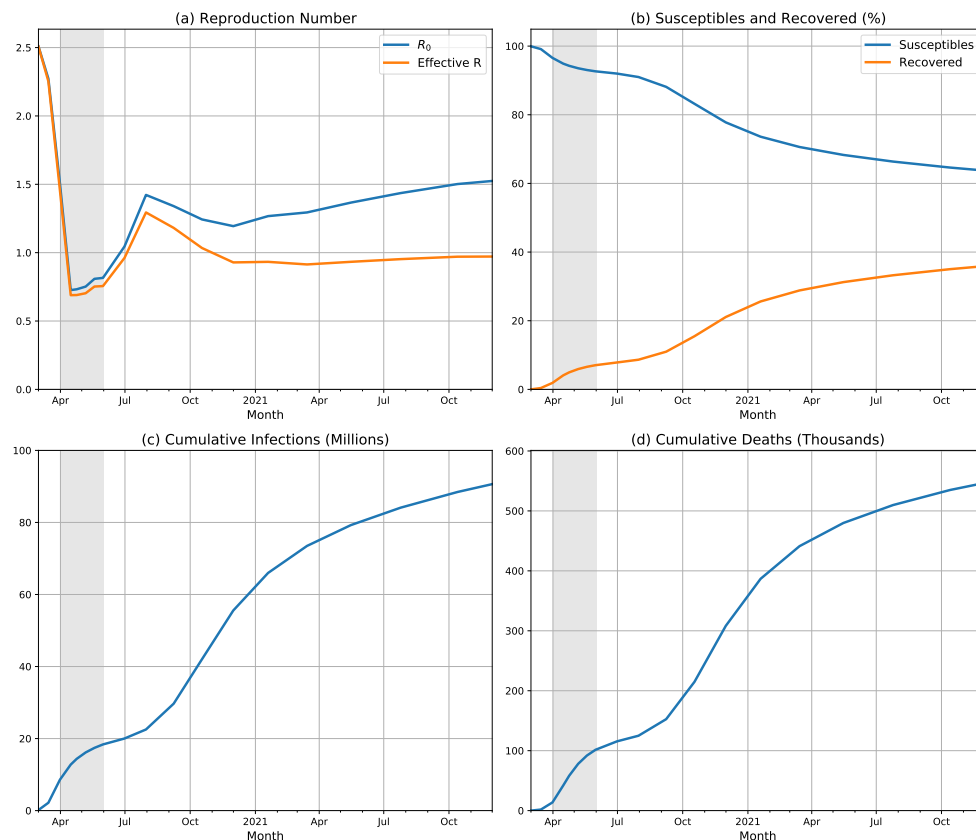 (a) Reproduction Number
2.5
2.0
1.5
1.0
0.5
0.0
R0
Effective R
Apr Jul Oct 2021 Apr Jul Oct
Month
(b) Susceptibles and Recovered (%)
100
80
60
40
20
0
Susceptibles
Recovered
Apr Jul Oct 2021 Apr Jul Oct
Month
(c) Cumulative Infections (Millions)
100
80
60
40
20
0
Apr Jul Oct 2021 Apr Jul Oct
Month
(d) Cumulative Deaths (Thousands)
600
500
400
300
200
100
0
Apr Jul Oct 2021 Apr Jul Oct
Month